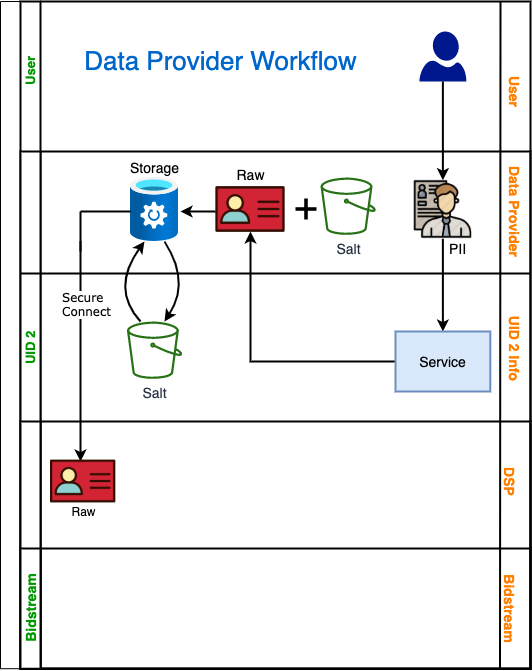 Data Provider Workflow
User
User
Storage
Raw
Salt
PII
Data Provider
Secure
Connect
Salt
Service
UID 2
UID 2 Info
Raw
DSP
Bidstream
Bidstream